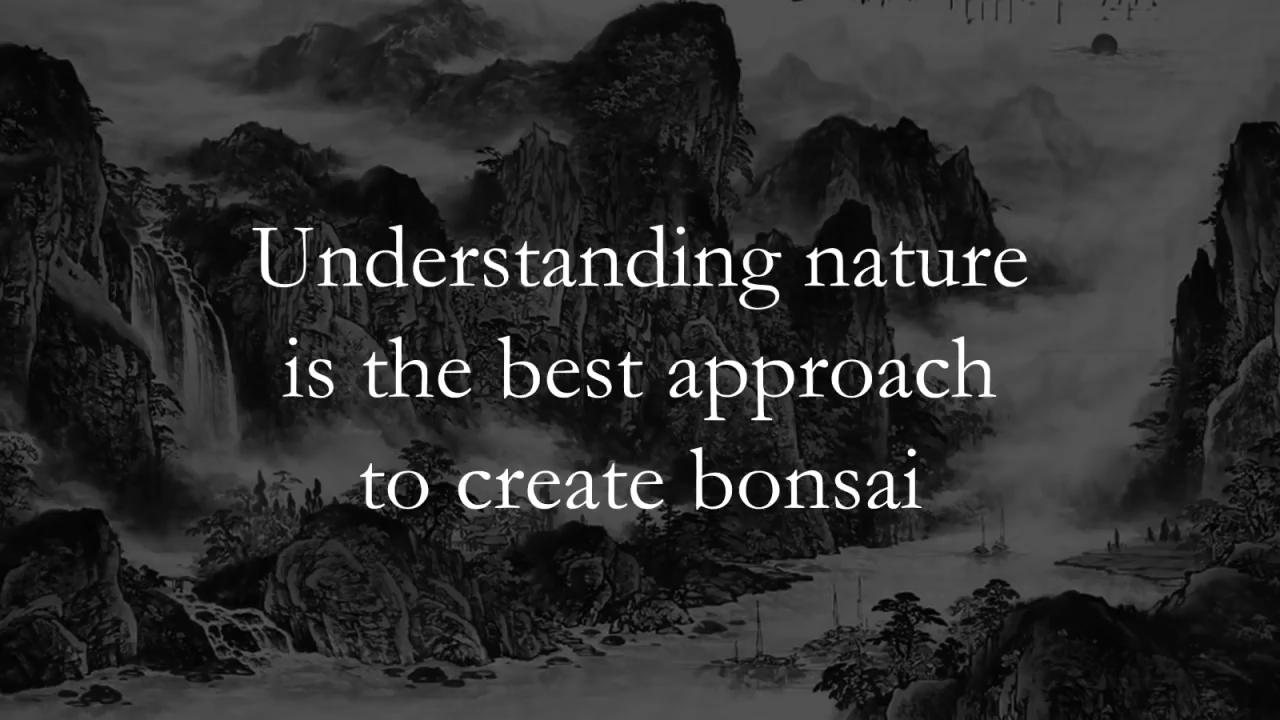 Understanding nature
is the best approach
to create bonsai